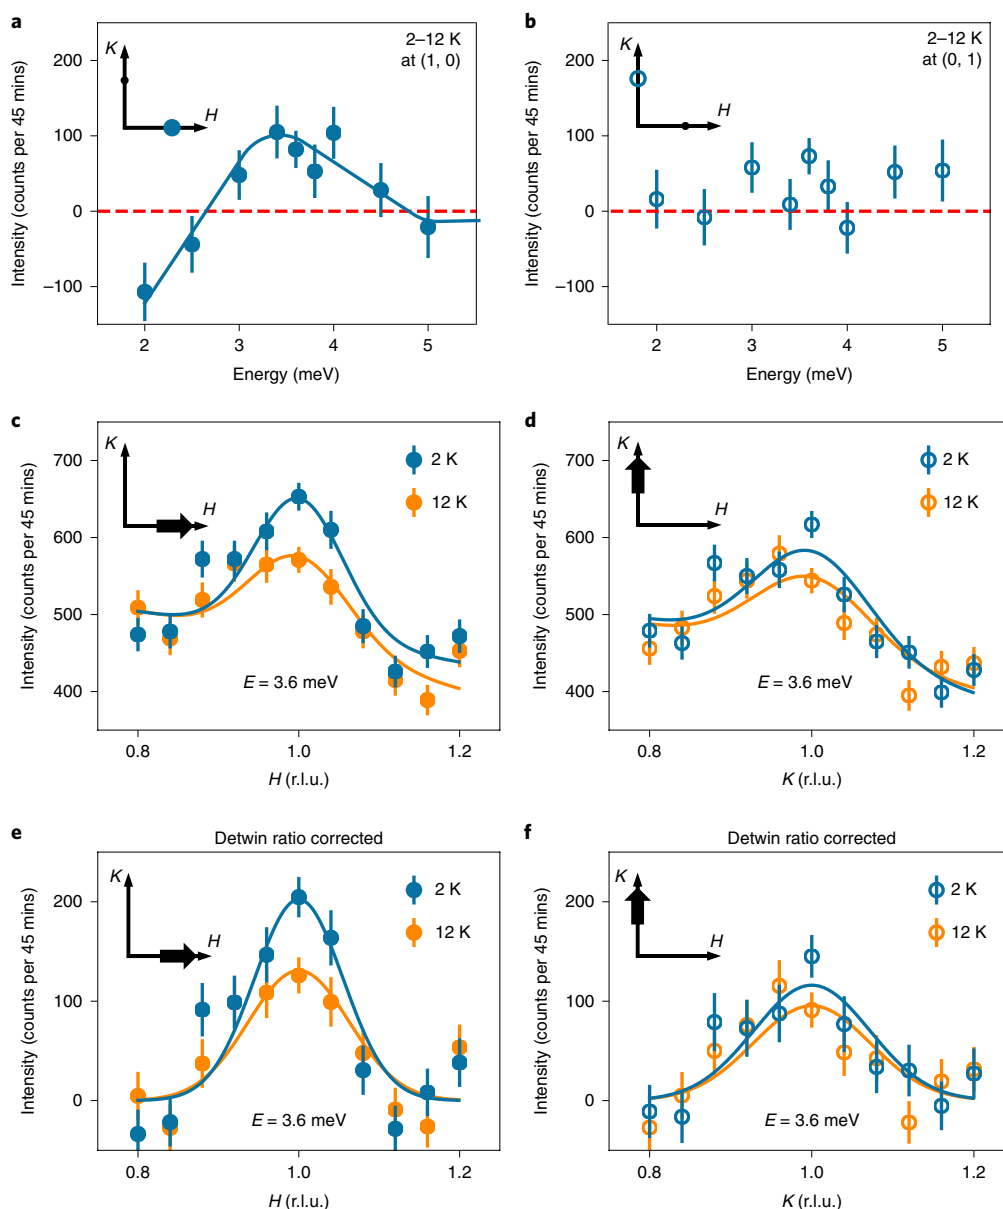 a
2–12 K
at (1, 0)
K
H
200
100
0
−100
Intensity (counts per 45 mins)
2
3
4
5
Energy (meV)
b
2–12 K
at (0, 1)
K
H
200
100
0
−100
Intensity (counts per 45 mins)
2
3
4
5
Energy (meV)
c
K
H
2 K
12 K
700
600
500
400
Intensity (counts per 45 mins)
E = 3.6 meV
0.8
1.0
1.2
H (r.l.u.)
d
K
H
2 K
12 K
700
600
500
400
Intensity (counts per 45 mins)
E = 3.6 meV
0.8
1.0
1.2
K (r.l.u.)
e
Detwin ratio corrected
K
H
2 K
12 K
200
100
0
Intensity (counts per 45 mins)
E = 3.6 meV
0.8
1.0
1.2
H (r.l.u.)
f
Detwin ratio corrected
K
H
2 K
12 K
200
100
0
Intensity (counts per 45 mins)
E = 3.6 meV
0.8
1.0
1.2
K (r.l.u.)